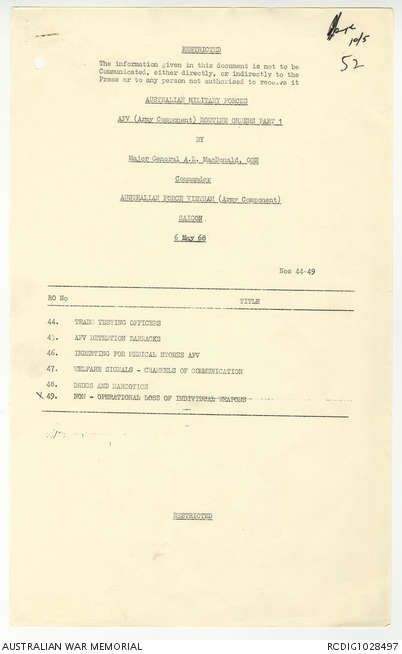 RESTRICTED
10/5
The information given in this document is not to be
Communicated, either directly, or indirectly to the
Press or to any person not authorised to receive it
52
AUSTRALIAN MILITARY FORCES
AFV (Army Component) ROUTINE ORDERS PART 1
BY
Major General A.L. MacDonald, OBE
Commander
AUSTRALIAN FORCE VIETNAM (Army Component)
SAIGON
6 May 68
Nos 44-49
RO No TITLE
44. TRADE TESTING OFFICERS
45. AFV DETENTION BARRACKS
46. INDENTING FOR MEDICAL STORES AFV
47. WELFARE SIGNALS - CHANNELS OF COMMUNICATION
48. DRUGS AND NARCOTICS
X 49. NON - OPERATIONAL LOSS OF INDIVIDUAL WEAPONS
RESTRICTED
AUSTRALIAN WAR MEMORIAL RCDIG1028497